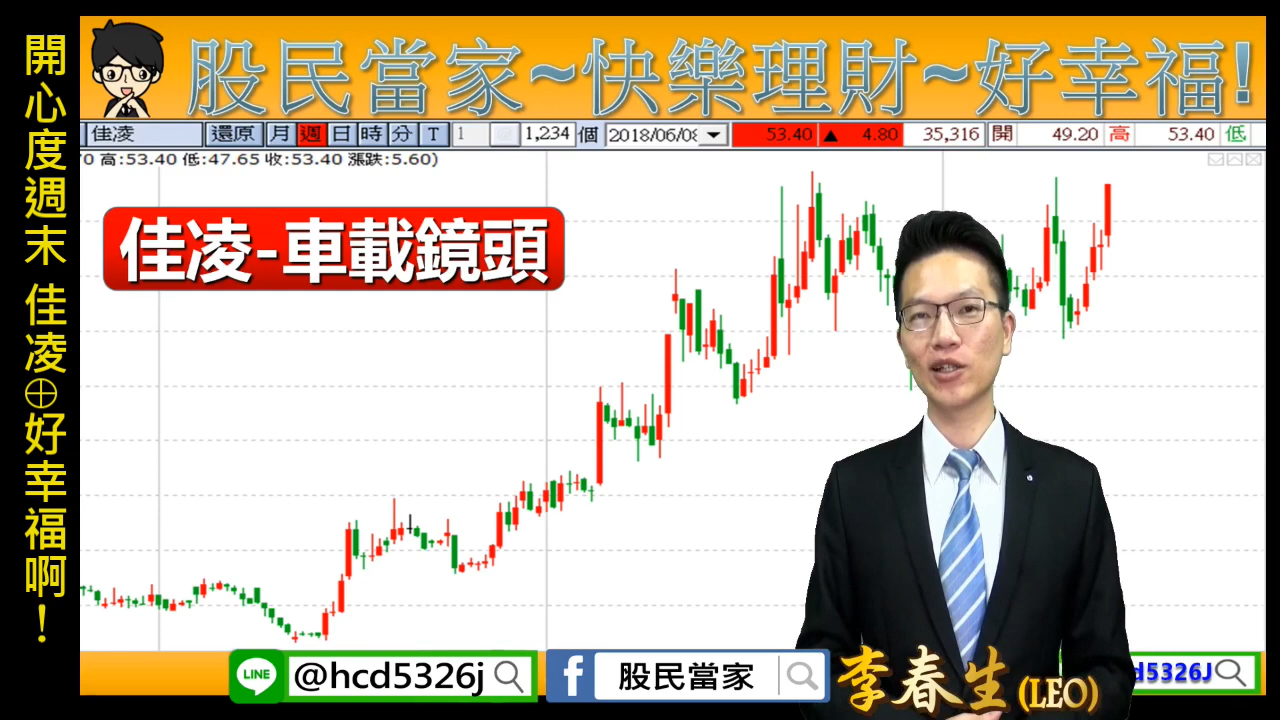 股民當家~快樂理財~好幸福!
開心度週末 佳凌⊕好幸福啊!
佳凌 還原 月 週 日 時 分 T 1 1,234 個 2018/06/08 53.40 ▲ 4.80 35,316 開 49.20 高 53.40 低
70 高:53.40 低:47.65 收:53.40 漲跌:5.60)
佳凌-車載鏡頭
LINE @hcd5326j
f 股民當家
李春生(LEO)
d5326J